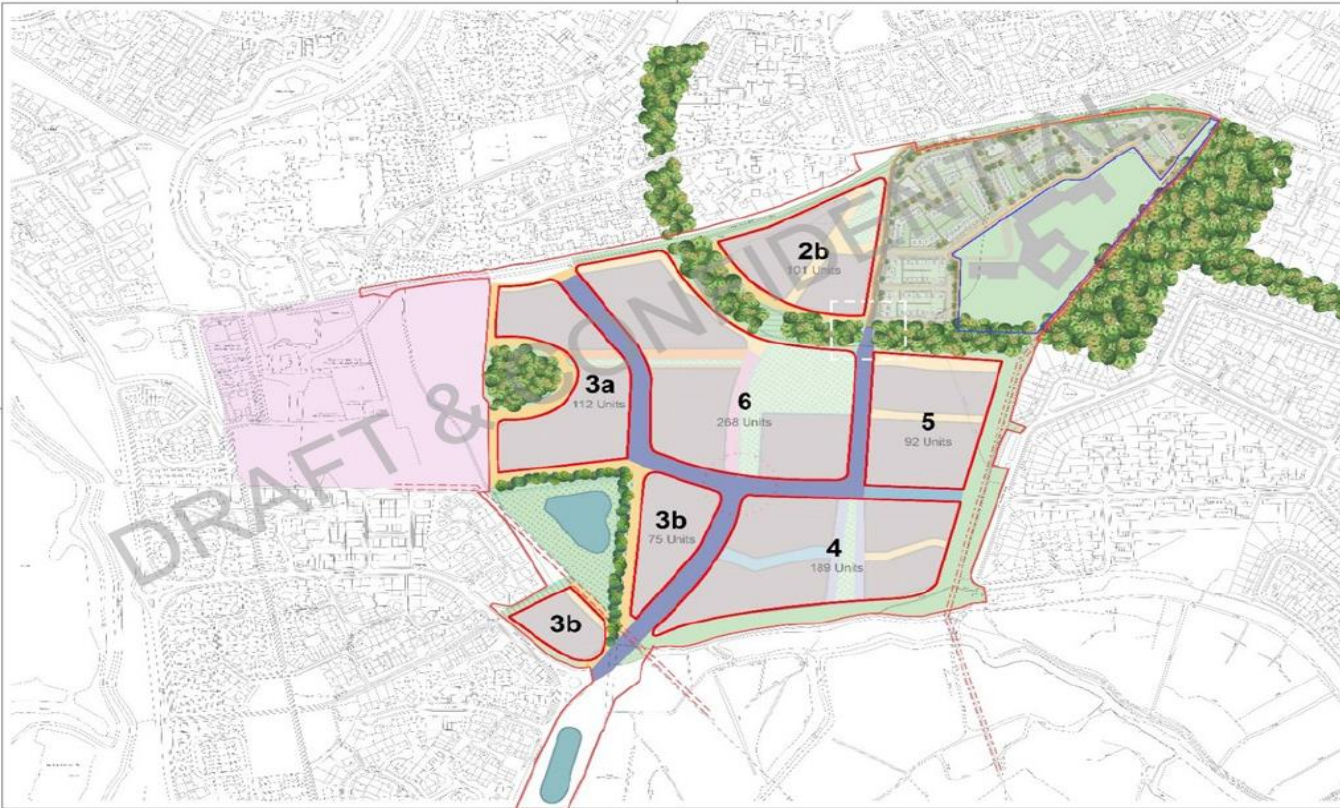 DRAFT & CONFIDENTIAL
2b
101 Units
3a
112 Units
6
268 Units
5
92 Units
3b
75 Units
4
189 Units
3b